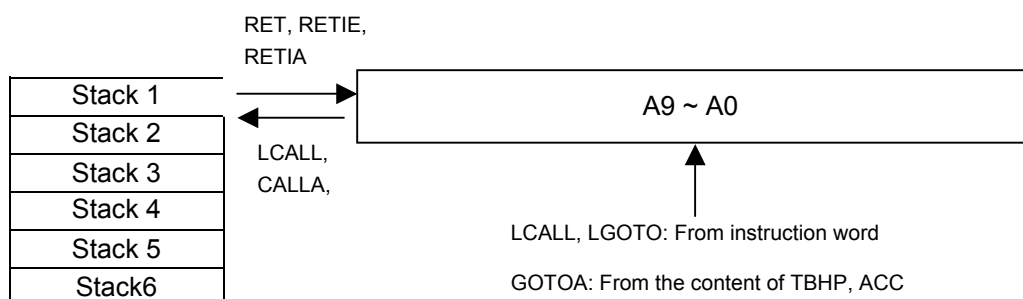 RET, RETIE,
RETIA
Stack 1
Stack 2
Stack 3
Stack 4
Stack 5
Stack6
A9 ~ A0
LCALL,
CALLA,
LCALL, LGOTO: From instruction word
GOTOA: From the content of TBHP, ACC